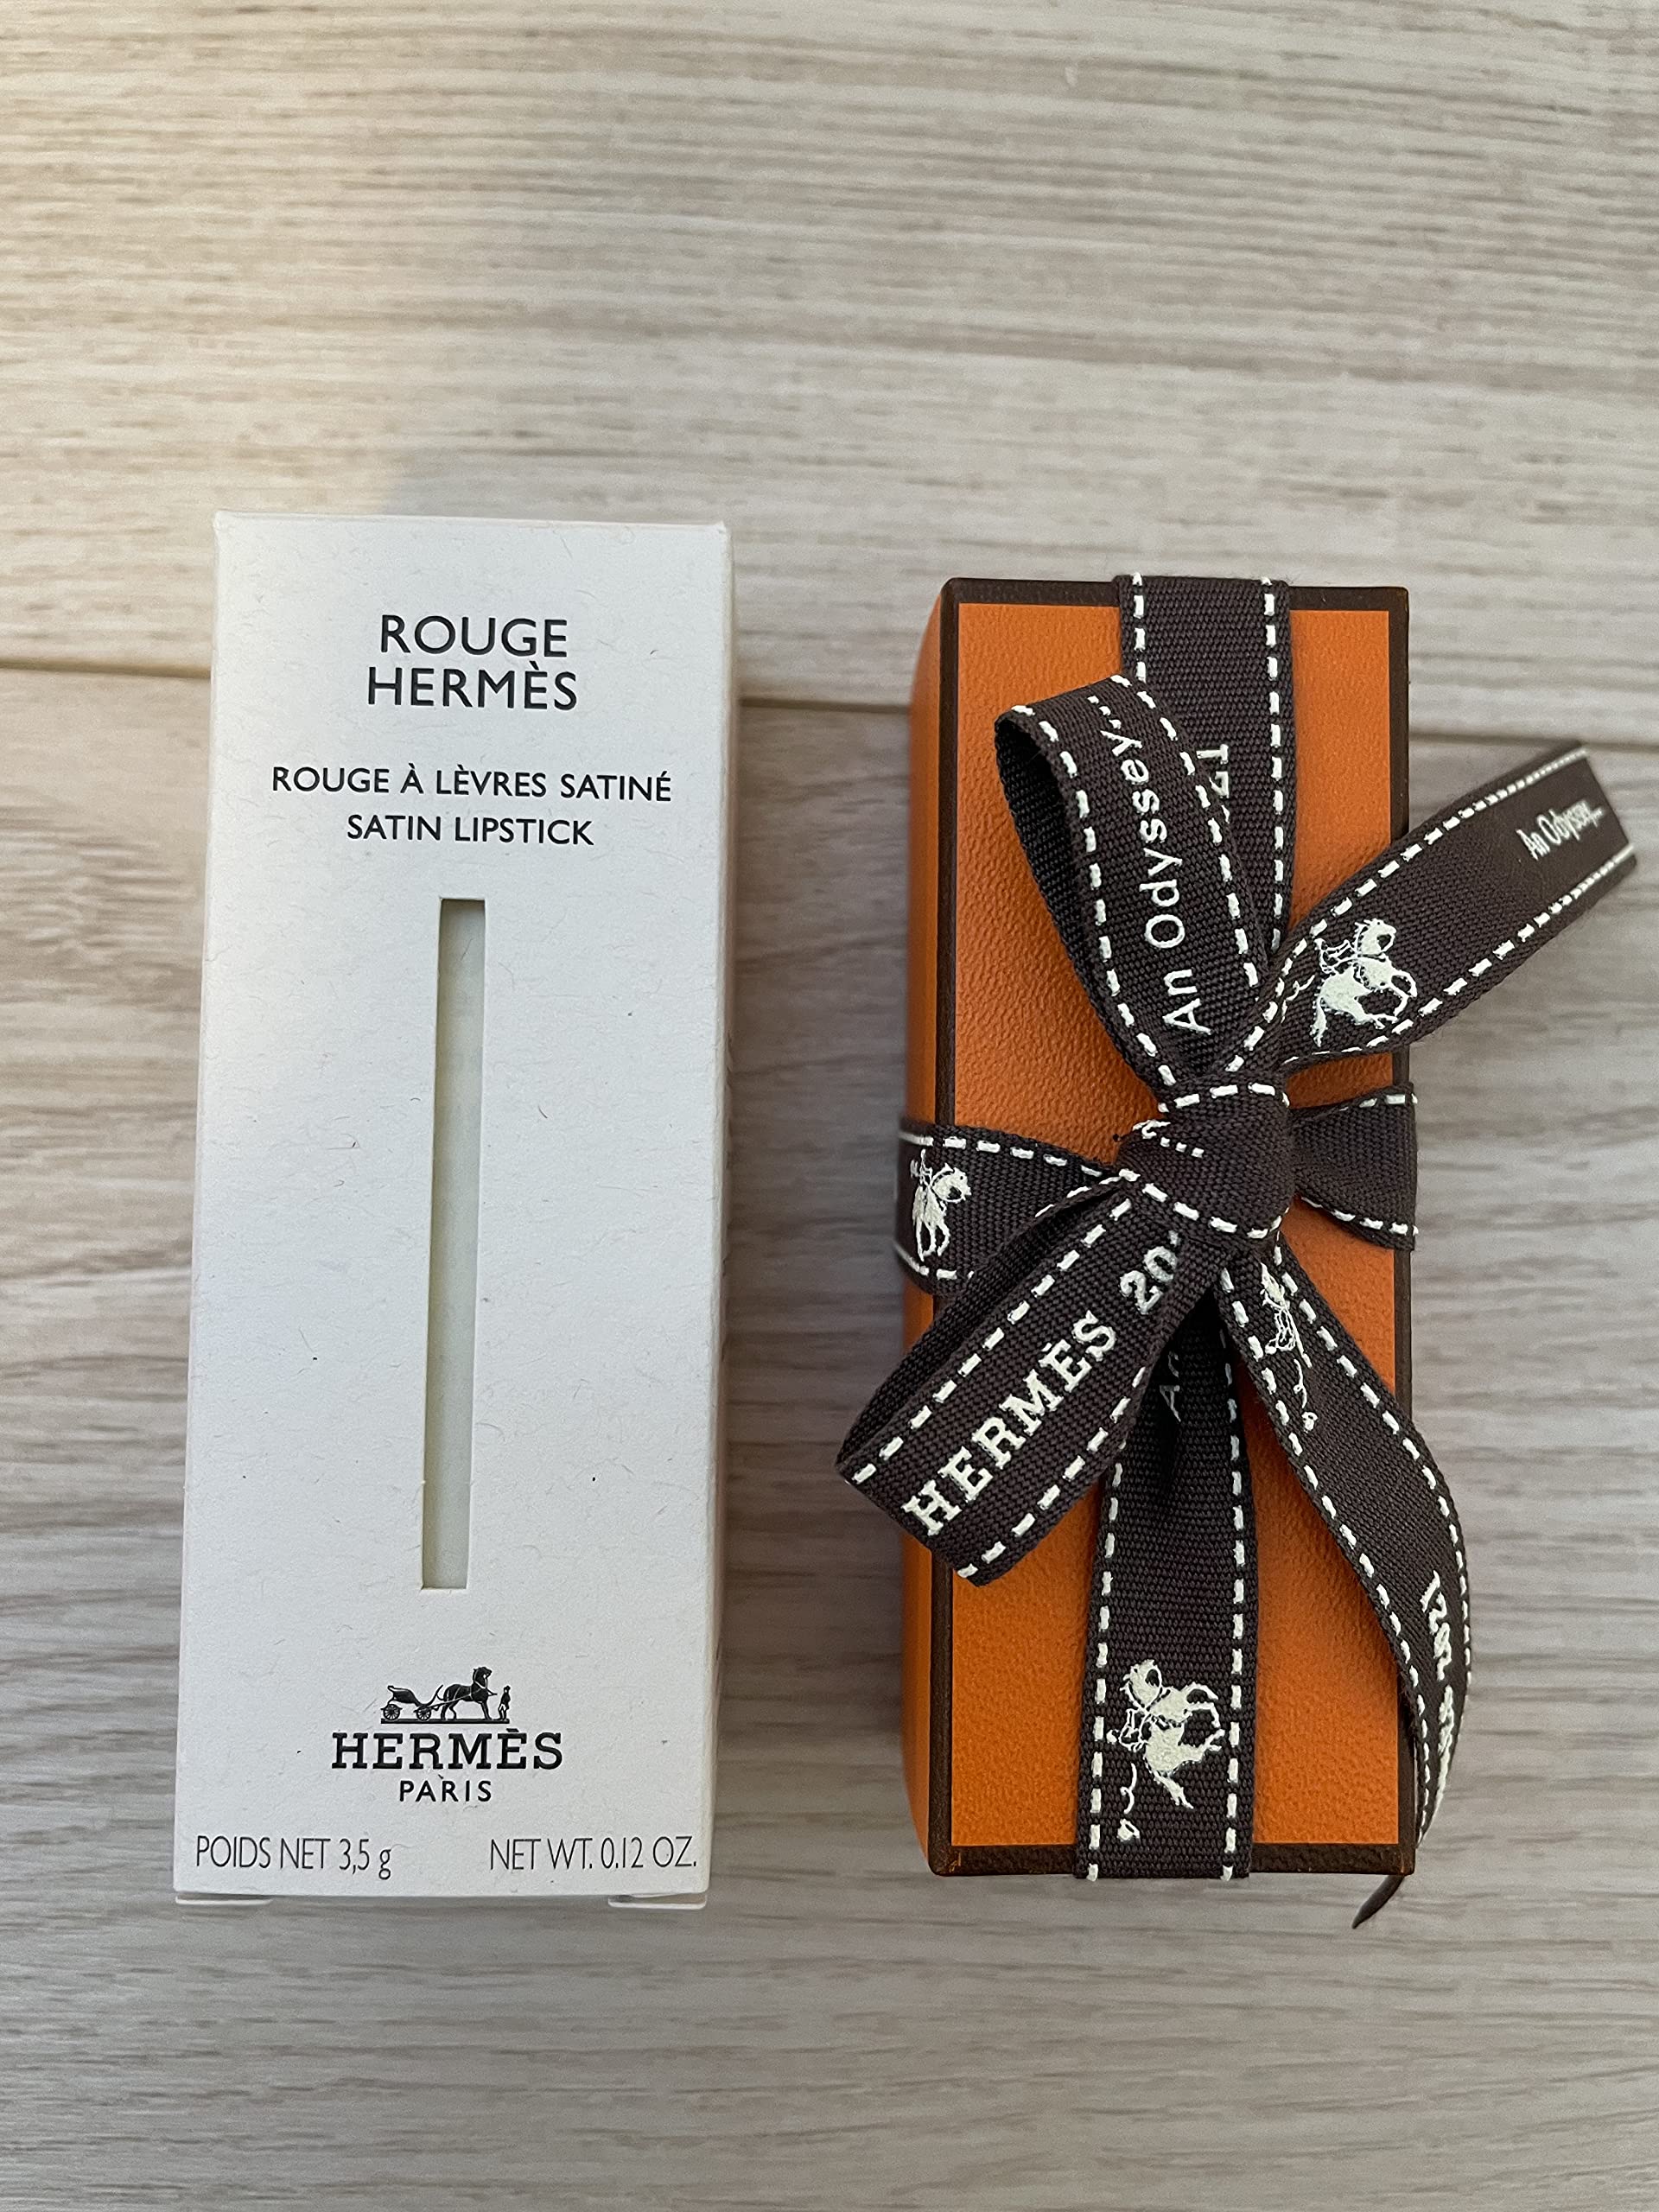 ROUGE
HERMÈS
ROUGE À LÈVRES SATINÉ
SATIN LIPSTICK
HERMÈS
PARIS
POIDS NET 3,5 g
NET WT. 0.12 OZ.
An Odyssey...
An Odyssey...
HERMÈS